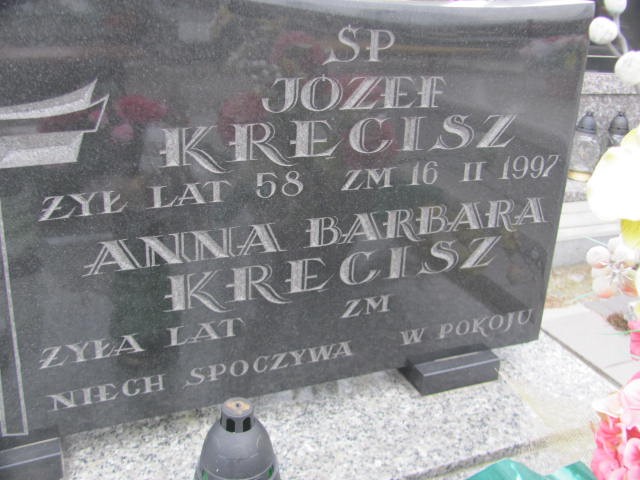 ŚP
JÓZEF
KRĘCISZ
ŻYŁ LAT 58 ZM 16 II 1997
ANNA BARBARA
KRĘCISZ
ŻYŁA LAT ZM
NIECH SPOCZYWA W POKOJU